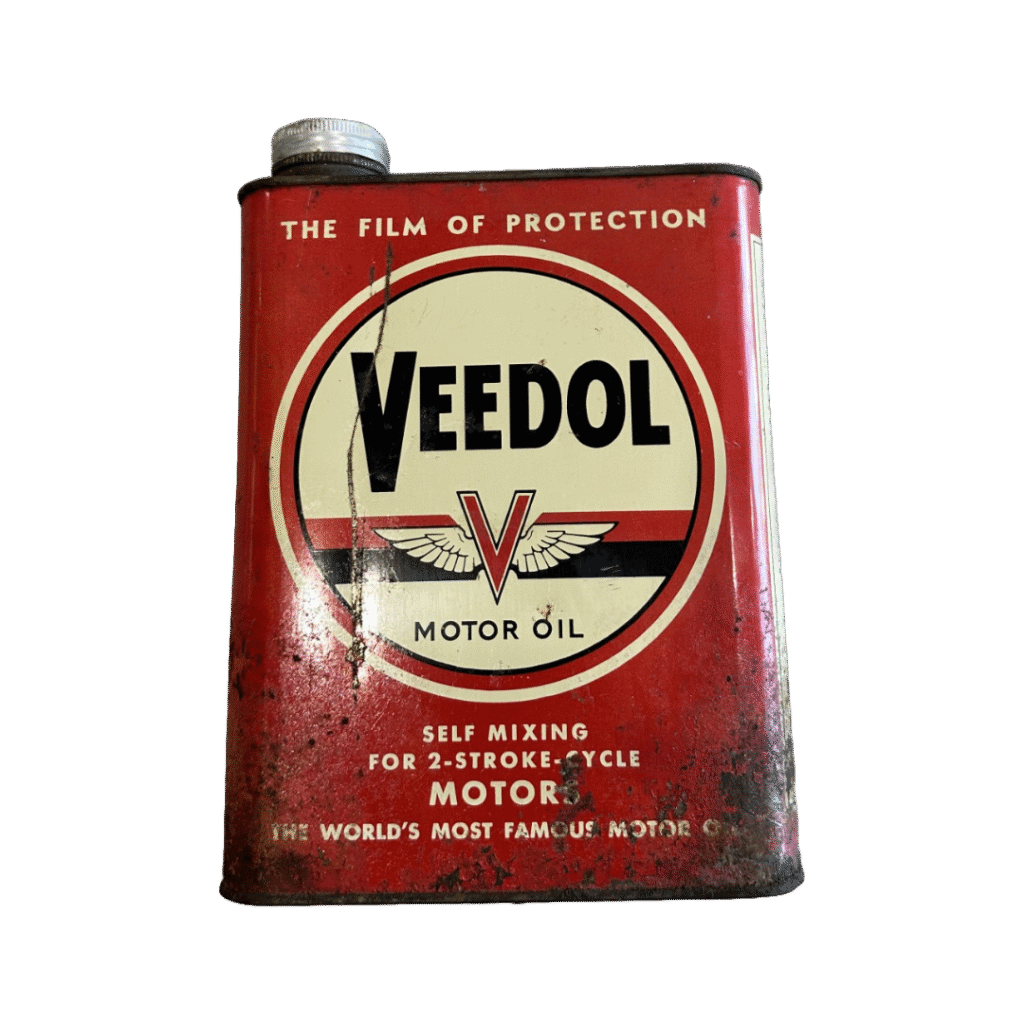 THE FILM OF PROTECTION
VEEDOL
V
MOTOR OIL
SELF MIXING
FOR 2-STROKE-CYCLE
MOTORS
THE WORLD'S MOST FAMOUS MOTOR